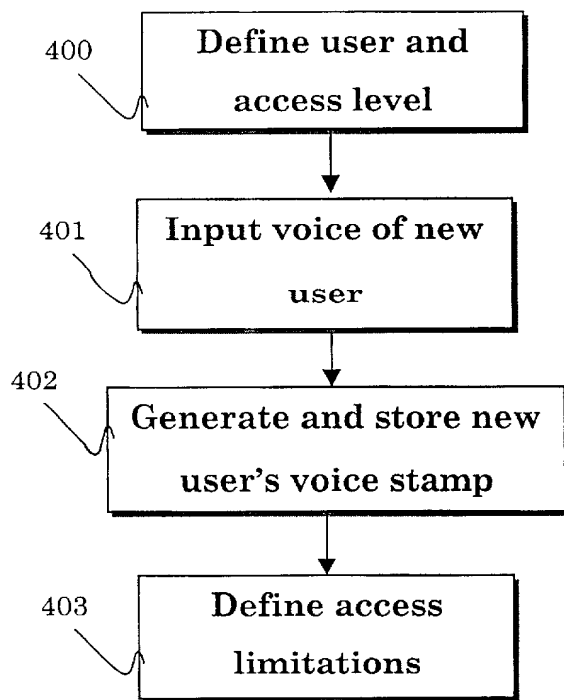 400
Define user and
access level
401
Input voice of new
user
402
Generate and store new
user's voice stamp
403
Define access
limitations